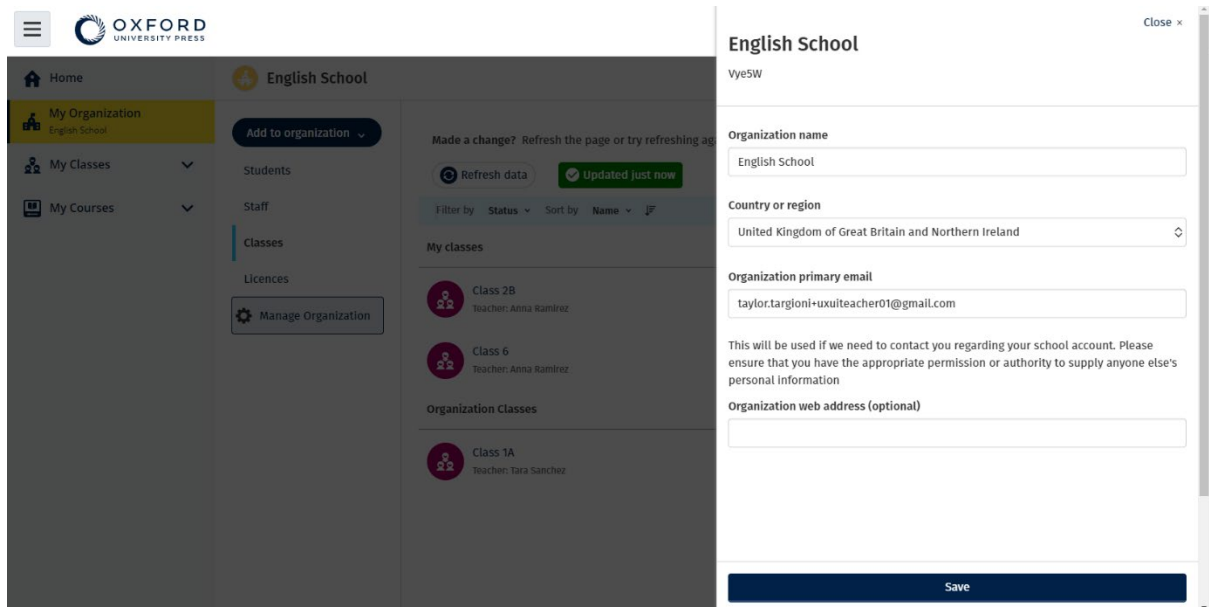 OXFORD
UNIVERSITY PRESS
Home
My Organization
English School
My Classes
My Courses
English School
Add to organization
Students
Staff
Classes
Licences
Manage Organization
Made a change? Refresh the page or try refreshing aga
Refresh data
Updated just now
Filter by Status Sort by Name
My classes
Class 2B
Teacher: Anna Ramirez
Class 6
Teacher: Anna Ramirez
Organization Classes
Class 1A
Teacher: Tara Sanchez
Close ×
English School
Vye5W
Organization name
English School
Country or region
United Kingdom of Great Britain and Northern Ireland
Organization primary email
taylor.targioni+uxuiteacher01@gmail.com
This will be used if we need to contact you regarding your school account. Please
ensure that you have the appropriate permission or authority to supply anyone else's
personal information
Organization web address (optional)
Save